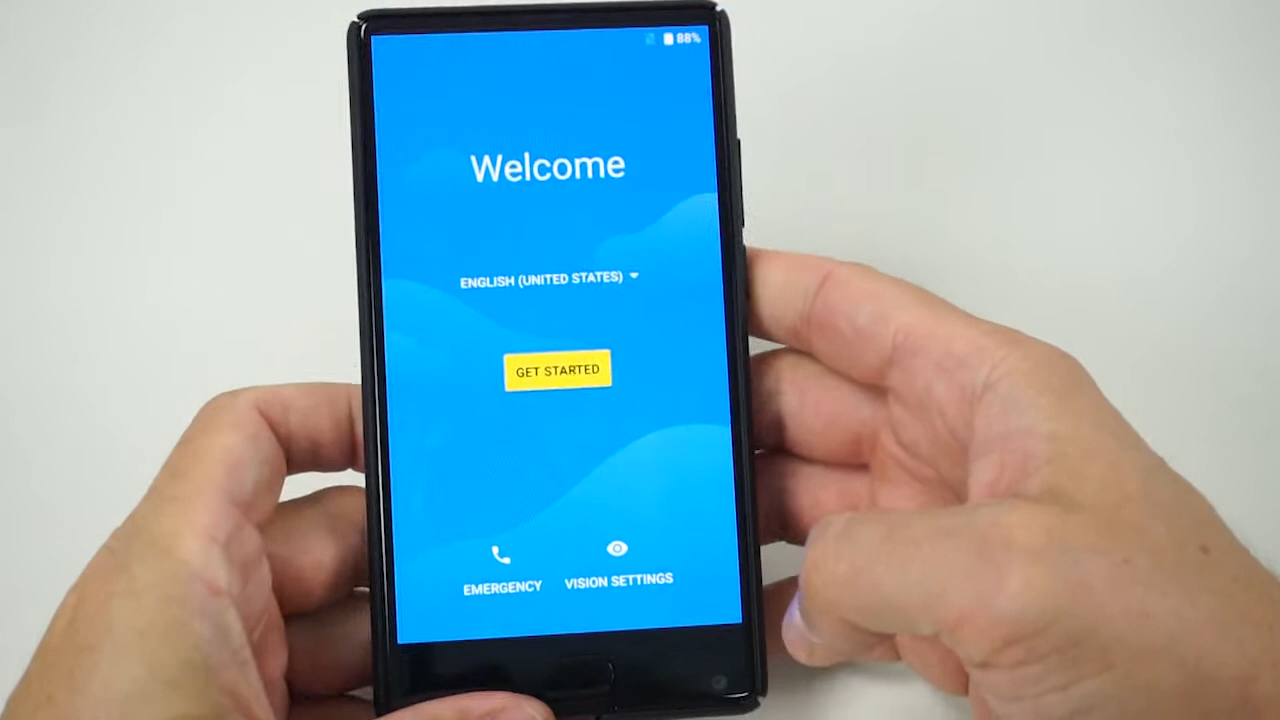 88%
Welcome
ENGLISH (UNITED STATES)
GET STARTED
EMERGENCY
VISION SETTINGS